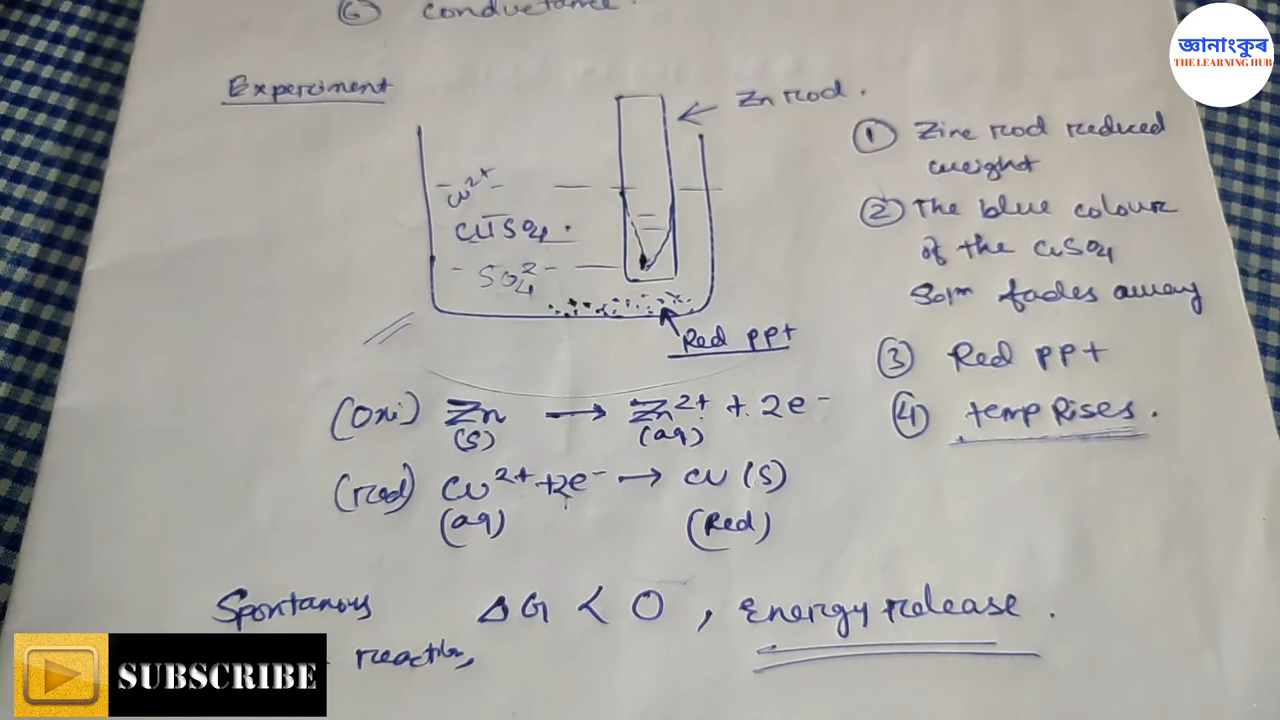 ⑥ conductance.
Experiment
Zn rod.
Cu²⁺
CuSO₄.
SO₄²⁻
Red ppt
① Zinc rod reduced
weight
② The blue colour
of the CuSO₄
Solⁿ fades away
③ Red ppt
④ temp Rises.
(Oxi) Zn → Zn²⁺ + 2e⁻
(s) (aq)
(red) Cu²⁺ + 2e⁻ → Cu (s)
(aq) (Red)
Spontanous ΔG < 0, Energy release.
reaction,
জ্ঞানাংকুৰ
THE LEARNING HUB
SUBSCRIBE